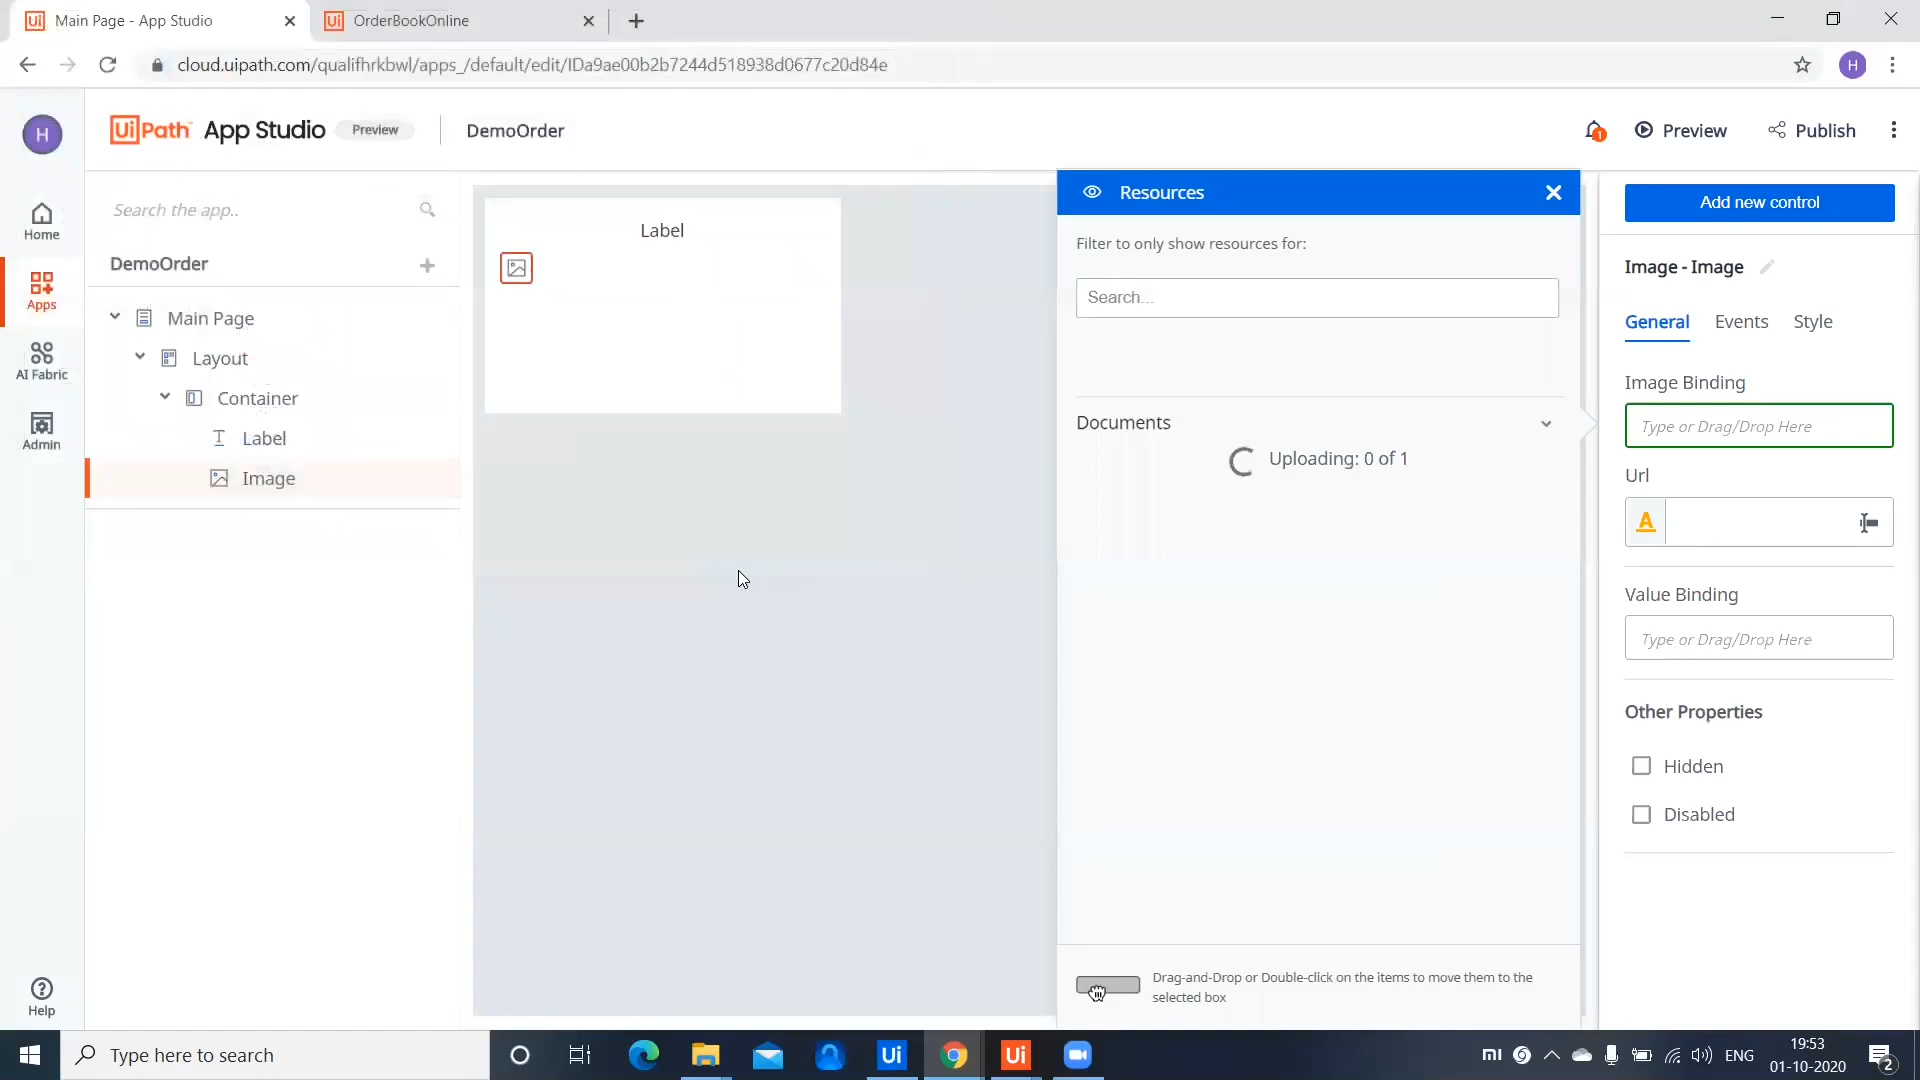 Main Page - App Studio
OrderBookOnline
cloud.uipath.com/qualifhrkbwl/apps_/default/edit/IDa9ae00b2b7244d518938d0677c20d84e
H
H
UiPath App Studio
Preview
DemoOrder
1
Preview
Publish
Home
Apps
AI Fabric
Admin
Help
Search the app..
DemoOrder
Main Page
Layout
Container
Label
Image
Label
Resources
Filter to only show resources for:
Search...
Documents
Uploading: 0 of 1
Drag-and-Drop or Double-click on the items to move them to the
selected box
Add new control
Image - Image
General Events Style
Image Binding
Type or Drag/Drop Here
Url
A
Value Binding
Type or Drag/Drop Here
Other Properties
Hidden
Disabled
Type here to search
Ui
Ui
mi
ENG
19:53
01-10-2020
2